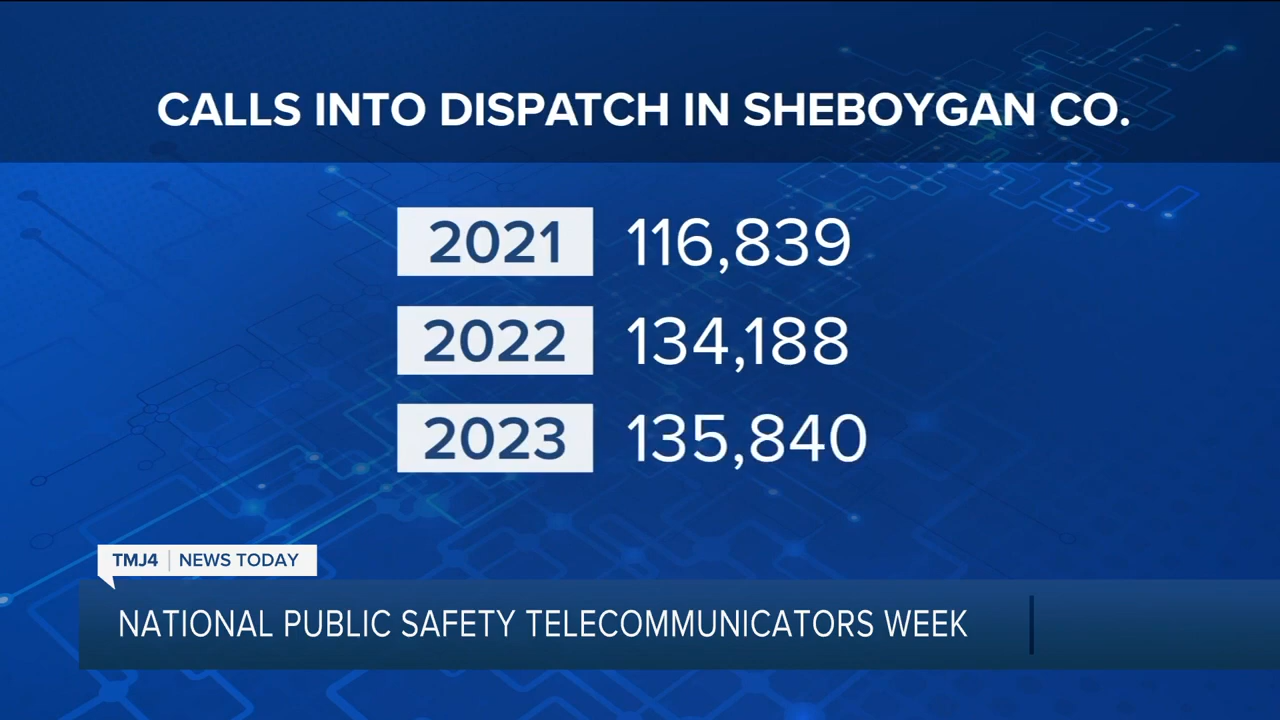 CALLS INTO DISPATCH IN SHEBOYGAN CO.
2021 116,839
2022 134,188
2023 135,840
TMJ4 | NEWS TODAY
NATIONAL PUBLIC SAFETY TELECOMMUNICATORS WEEK